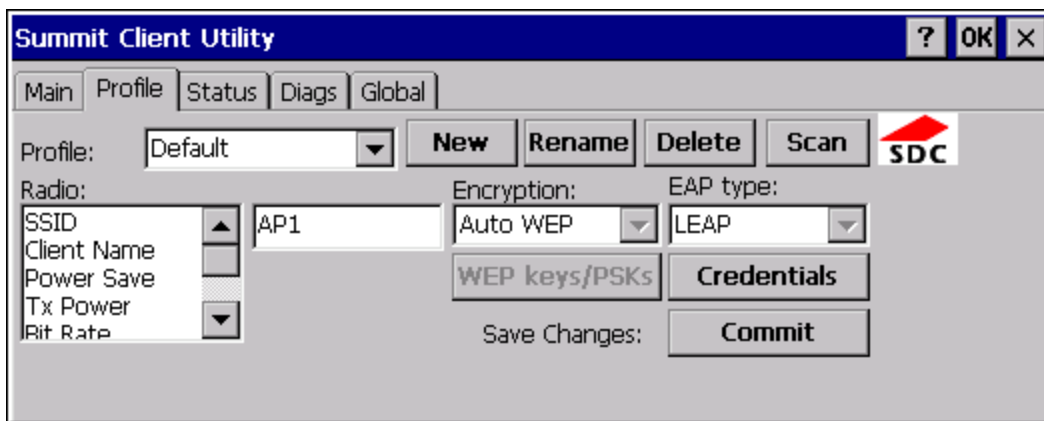 Summit Client Utility ? OK ×
Main Profile Status Diags Global
Profile: Default New Rename Delete Scan SDC
Radio: Encryption: EAP type:
SSID AP1 Auto WEP LEAP
Client Name
Power Save WEP keys/PSKs Credentials
Tx Power
Bit Rate Save Changes: Commit